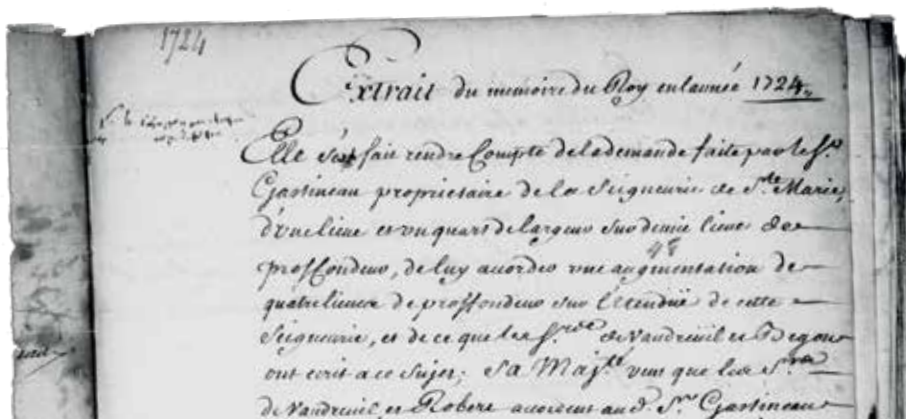 1724
Extrait du memoire du Roy en lannée 1724.
Elle s'est fait rendre Compte de la demande faite par le Sr.
Gastineau proprietaire de la Seigneurie de Ste. Marie,
d'une lieue et un quart de largeur sur demie lieue de
48
proffondeur, de luy accorder une augmentation de
quatre lieues de proffondeur sur l'etendüe de cette
Seigneurie, et de ce que les Srs. de Vaudreuil et Begon
ont ecrit a ce sujet; Sa Majté. veut que les Srs.
de Vaudreuil et Robert accordent aud. Sr. Gastineau